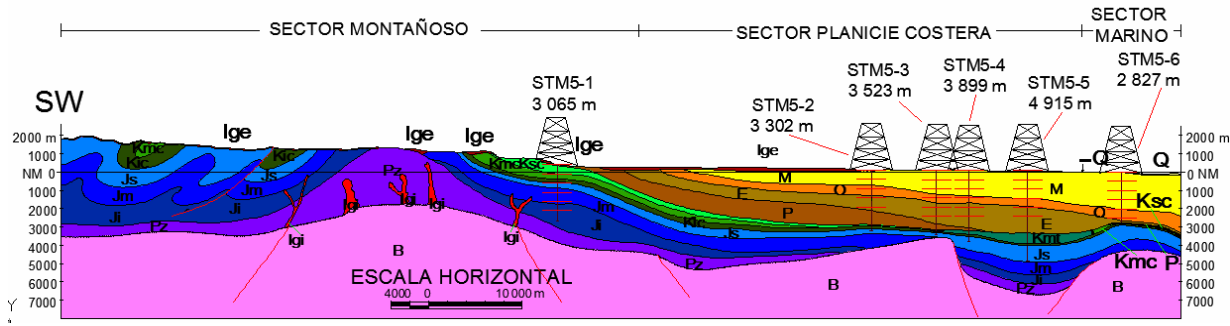 SECTOR MONTAÑOSO
SECTOR PLANICIE COSTERA
SECTOR
MARINO
STM5-1
3 065 m
STM5-2
3 302 m
STM5-3
3 523 m
STM5-4
3 899 m
STM5-5
4 915 m
STM5-6
2 827 m
SW
Ige
Ige
Ige
Ige
Ige
Q
Q
2000 m
1000
NM 0
1000
2000
3000
4000
5000
6000
7000
2000 m
1000
0 NM
1000
2000
3000
4000
5000
6000
7000
Kmc
Kic
Js
Jm
Ji
Pz
Kic
Js
Jm
Ji
Igi
Pz
Igi
Igi
Igi
Igi
Kmc
Ksc
Jm
Ji
Pz
Kic
Js
P
E
O
M
B
B
B
M
E
O
Kmt
Js
Jm
Ji
Pz
Ksc
Kmc
P
ESCALA HORIZONTAL
4000 0 10 000 m
Y